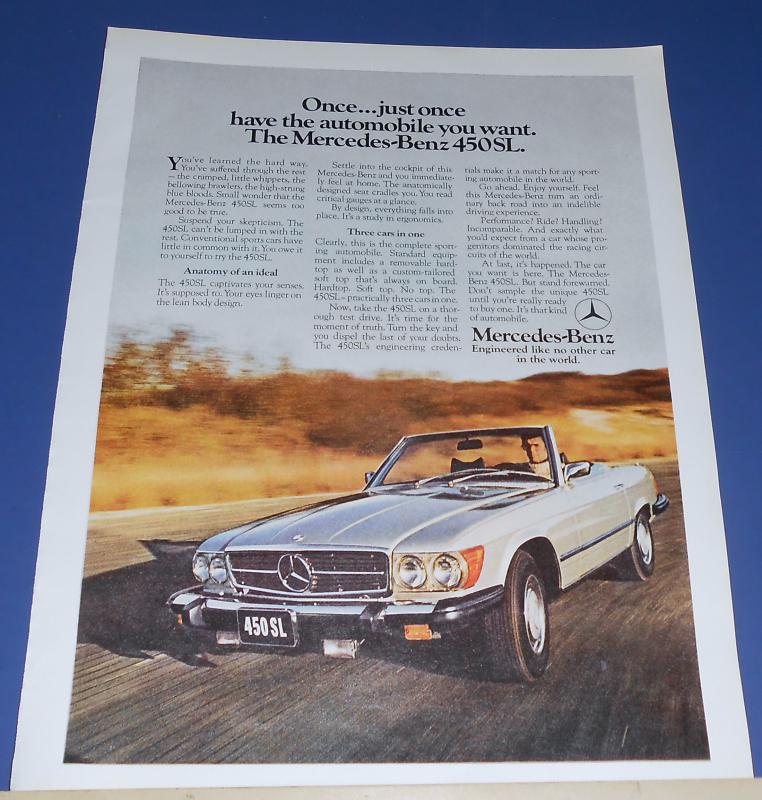 Once...just once
have the automobile you want.
The Mercedes-Benz 450SL.
You've learned the hard way.
You've suffered through the rest
– the cramped, little whippets, the
bellowing brawlers, the high-strung
blue bloods. Small wonder that the
Mercedes-Benz 450SL seems too
good to be true.
Suspend your skepticism. The
450SL can't be lumped in with the
rest. Conventional sports cars have
little in common with it. You owe it
to yourself to try the 450SL.
Anatomy of an ideal
The 450SL captivates your senses.
It's supposed to. Your eyes linger on
the lean body design.
Settle into the cockpit of this
Mercedes-Benz and you immediate-
ly feel at home. The anatomically
designed seat cradles you. You read
critical gauges at a glance.
By design, everything falls into
place. It's a study in ergonomics.
Three cars in one
Clearly, this is the complete sport-
ing automobile. Standard equip-
ment includes a removable hard-
top as well as a custom-tailored
soft top that's always on board.
Hardtop. Soft top. No top. The
450SL – practically three cars in one.
Now, take the 450SL on a thor-
ough test drive. It's time for the
moment of truth. Turn the key and
you dispel the last of your doubts.
The 450SL's engineering creden-
tials make it a match for any sport-
ing automobile in the world.
Go ahead. Enjoy yourself. Feel
this Mercedes-Benz turn an ordi-
nary back road into an indelible
driving experience.
Performance? Ride? Handling?
Incomparable. And exactly what
you'd expect from a car whose pro-
genitors dominated the racing cir-
cuits of the world.
At last, it's happened. The car
you want is here. The Mercedes-
Benz 450SL. But stand forewarned.
Don't sample the unique 450SL
until you're really ready
to buy one. It's that kind
of automobile.
Mercedes-Benz
Engineered like no other car
in the world.
450 SL